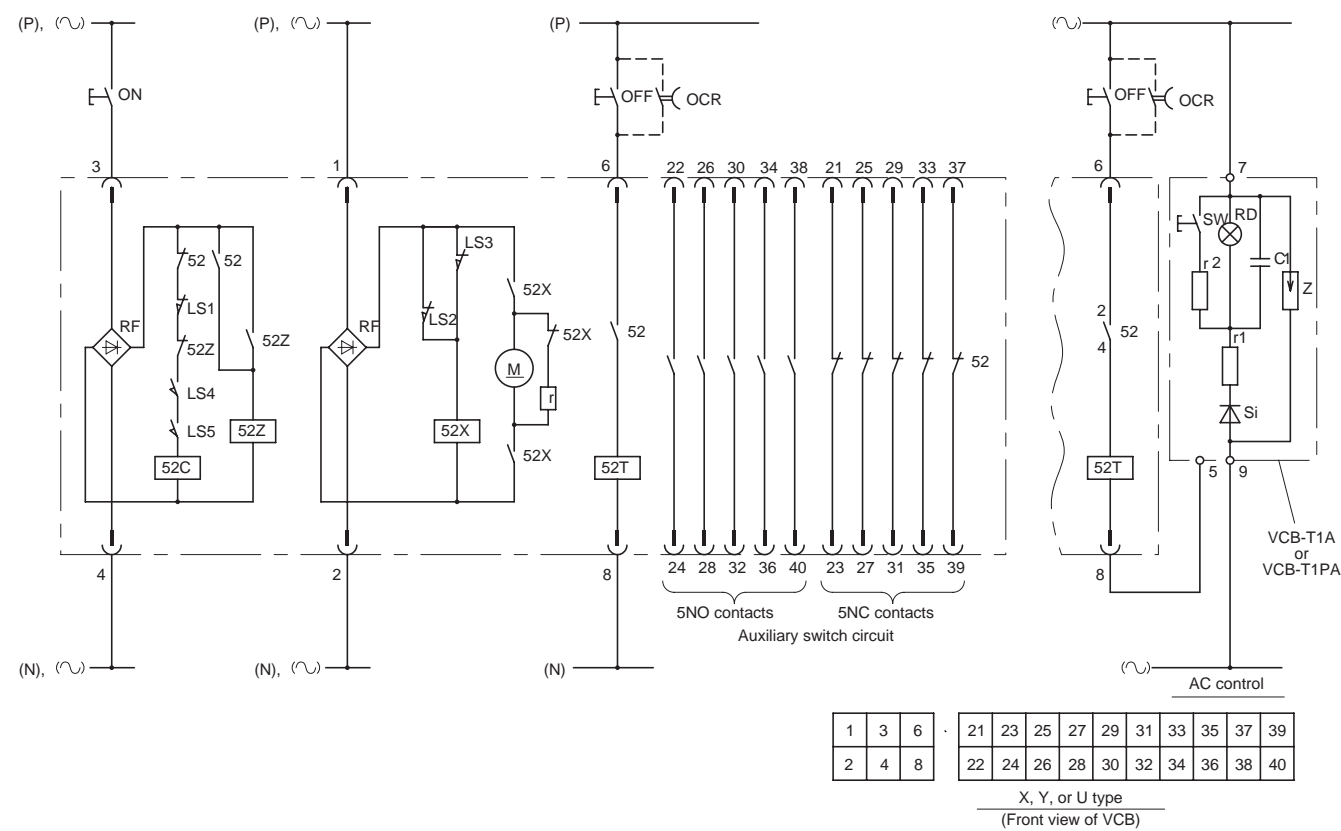 (P), (P), (P)
ON OFF OCR OFF OCR
3 1 6 22 26 30 34 38 21 25 29 33 37 6 7
SW RD
LS3
52 52 LS1 52X r2 C1 Z
RF 52Z 52Z RF LS2 52X 52 2 52 4 r1
M 52
LS4 r Si
LS5 52Z 52X 52X
52C 52T 52T 5 9
VCB-T1A
or
VCB-T1PA
4 2 8 24 28 32 36 40 23 27 31 35 39 8
5NO contacts 5NC contacts
Auxiliary switch circuit
(N), (N), (N)
AC control
1 3 6 · 21 23 25 27 29 31 33 35 37 39
2 4 8 22 24 26 28 30 32 34 36 38 40
X, Y, or U type
(Front view of VCB)